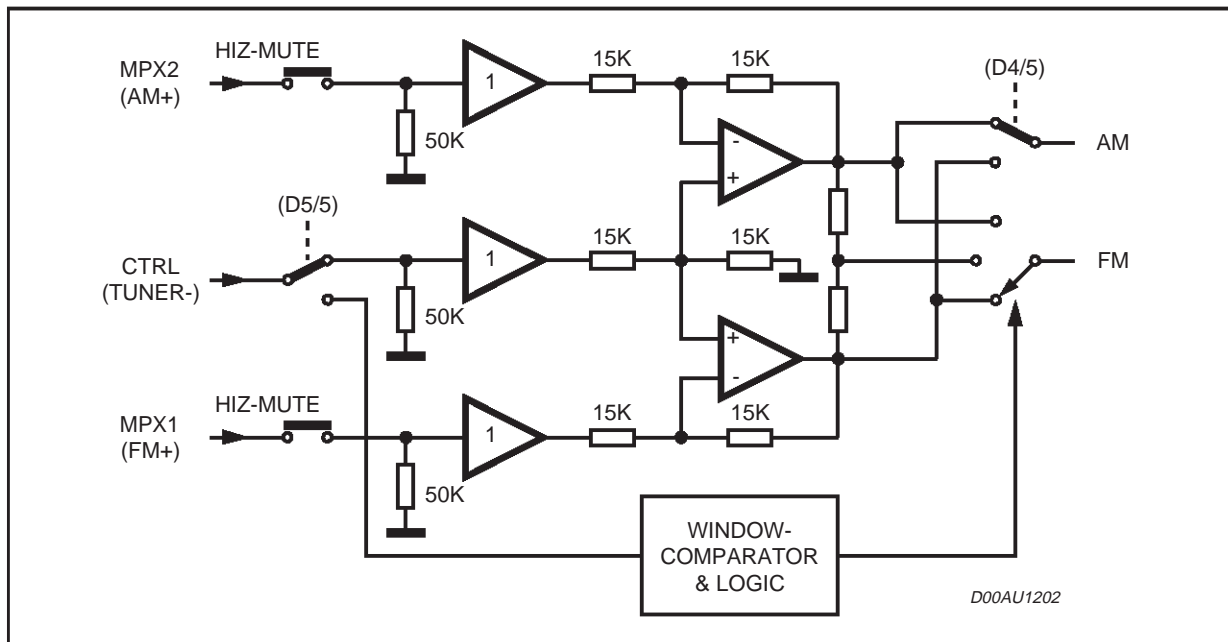 HIZ-MUTE
MPX2
(AM+)
50K
1
15K
15K
-
+
(D4/5)
AM
(D5/5)
CTRL
(TUNER-)
50K
1
15K
15K
FM
+
-
HIZ-MUTE
MPX1
(FM+)
50K
1
15K
15K
WINDOW-
COMPARATOR
& LOGIC
D00AU1202